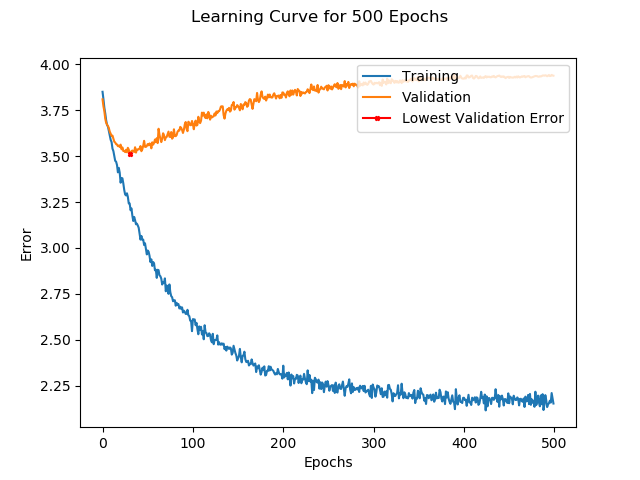 Learning Curve for 500 Epochs
4.00
3.75
3.50
3.25
3.00
2.75
2.50
2.25
Error
Training
Validation
Lowest Validation Error
0 100 200 300 400 500
Epochs